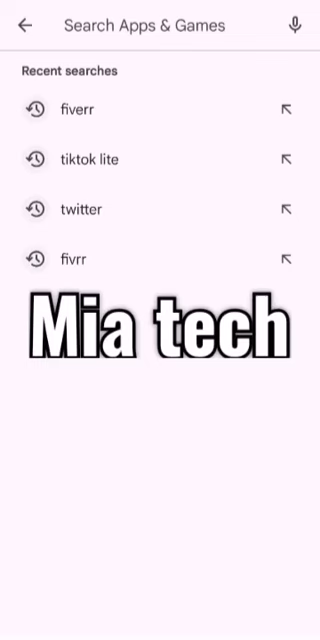 Search Apps & Games
Recent searches
fiverr
tiktok lite
twitter
fivrr
Mia tech